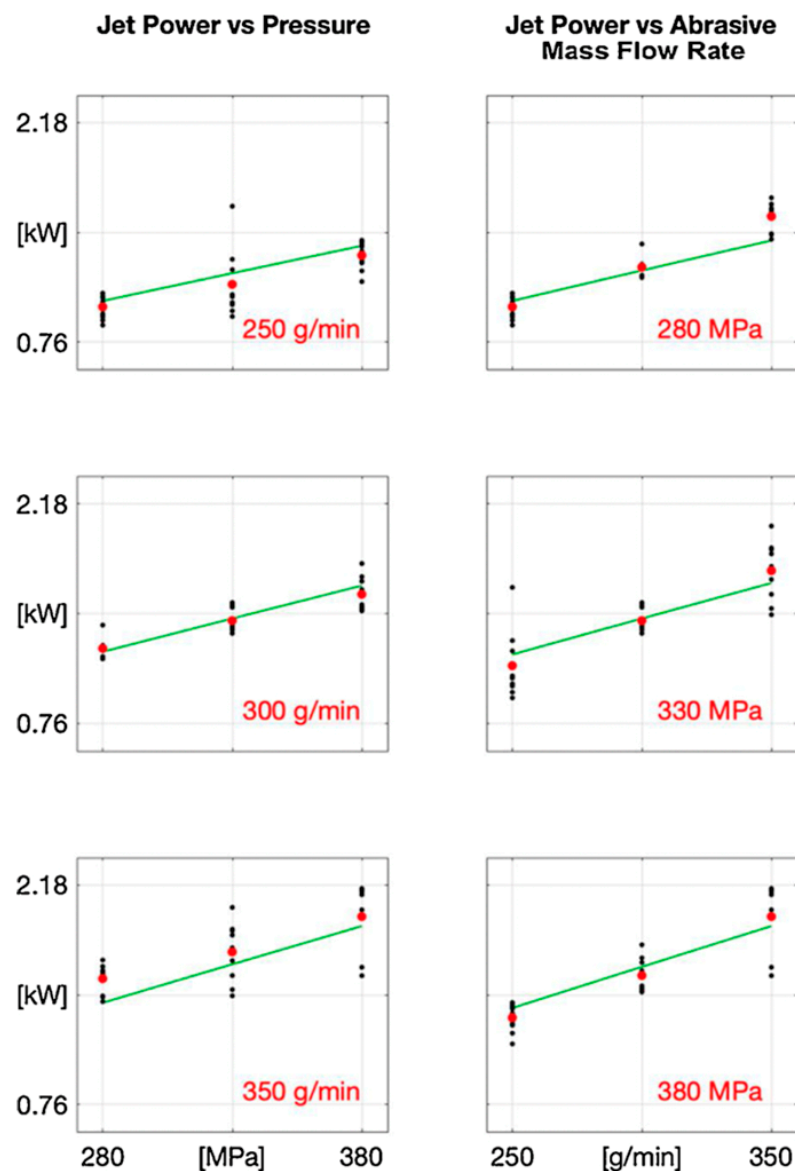 Jet Power vs Pressure
Jet Power vs Abrasive
Mass Flow Rate
2.18
[kW]
0.76
250 g/min
280 MPa
2.18
[kW]
0.76
300 g/min
330 MPa
2.18
[kW]
0.76
350 g/min
380 MPa
280 [MPa] 380
250 [g/min] 350